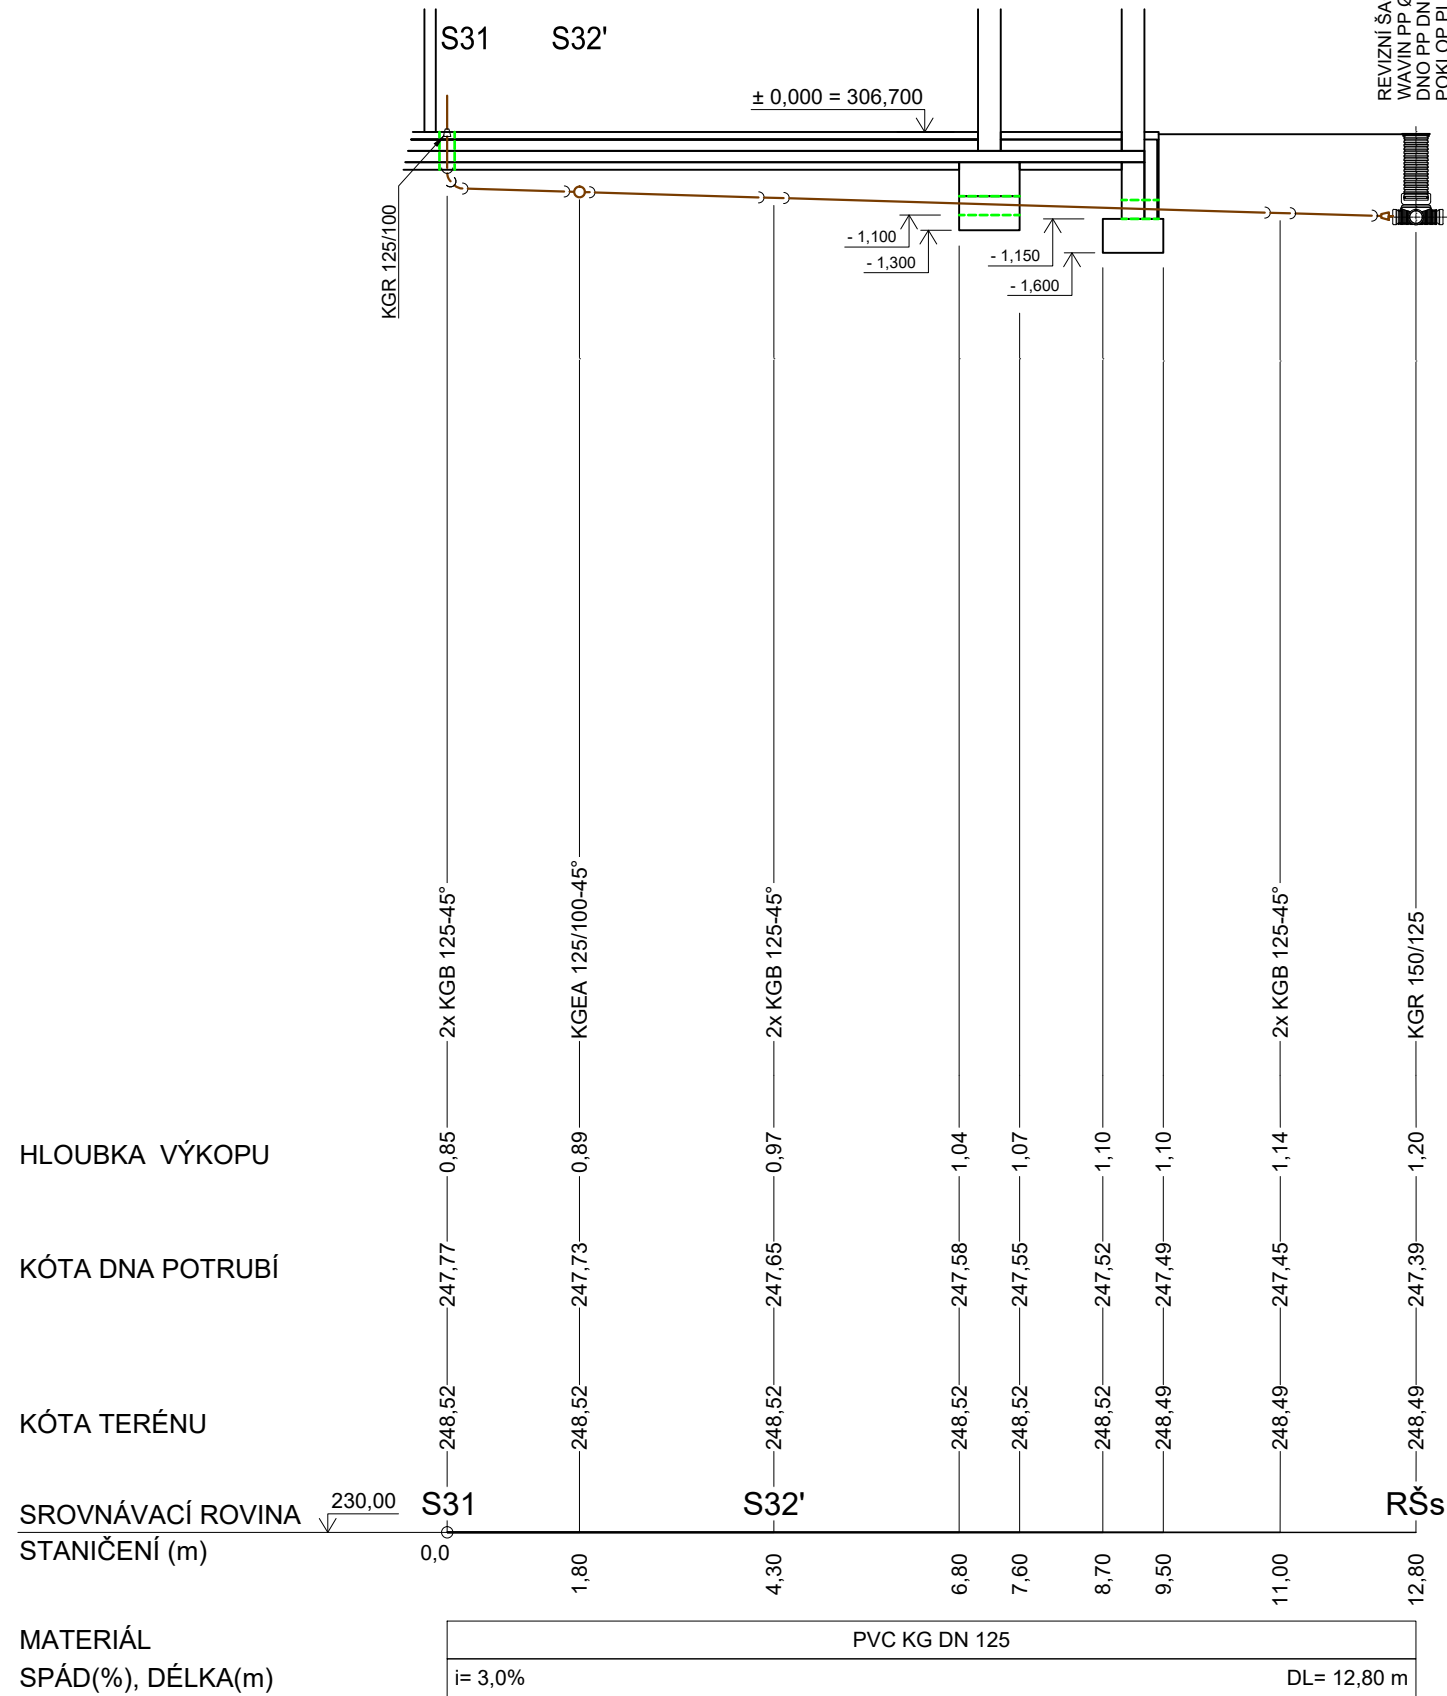 S31 S32'
REVIZNÍ ŠA
WAVIN PP Ø
DNO PP DN
± 0,000 = 306,700
KGR 125/100
- 1,100
- 1,300
- 1,150
- 1,600
2x KGB 125-45°
KGEA 125/100-45°
2x KGB 125-45°
2x KGB 125-45°
KGR 150/125
HLOUBKA VÝKOPU 0,85 0,89 0,97 1,04 1,07 1,10 1,10 1,14 1,20
KÓTA DNA POTRUBÍ 247,77 247,73 247,65 247,58 247,55 247,52 247,49 247,45 247,39
KÓTA TERÉNU 248,52 248,52 248,52 248,52 248,52 248,52 248,49 248,49 248,49
SROVNÁVACÍ ROVINA 230,00 S31 S32' RŠs
STANIČENÍ (m) 0,0 1,80 4,30 6,80 7,60 8,70 9,50 11,00 12,80
MATERIÁL PVC KG DN 125
SPÁD(%), DÉLKA(m) i= 3,0% DL= 12,80 m